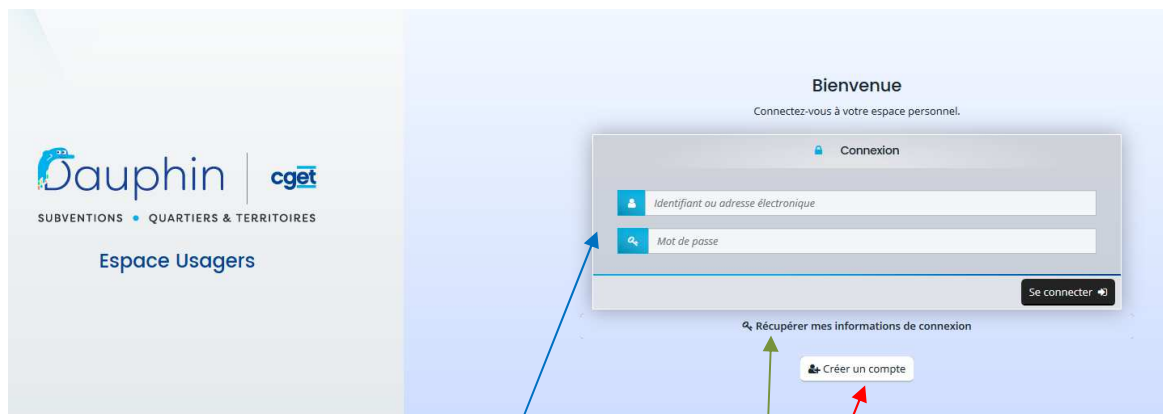 Dauphin
cget
SUBVENTIONS • QUARTIERS & TERRITOIRES
Espace Usagers
Bienvenue
Connectez-vous à votre espace personnel.
Connexion
Identifiant ou adresse électronique
Mot de passe
Se connecter
Récupérer mes informations de connexion
Créer un compte